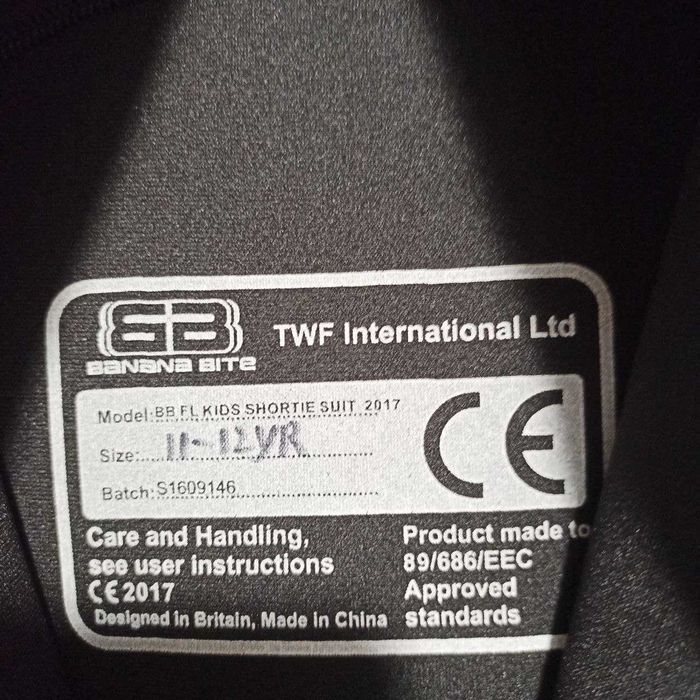 BB
BANANA BITE
TWF International Ltd
Model: BB FL KIDS SHORTIE SUIT 2017
Size: 11-12YR
Batch: S1609146
CE
Care and Handling,
see user instructions
CE 2017
Designed in Britain, Made in China
Product made to
89/686/EEC
Approved
standards